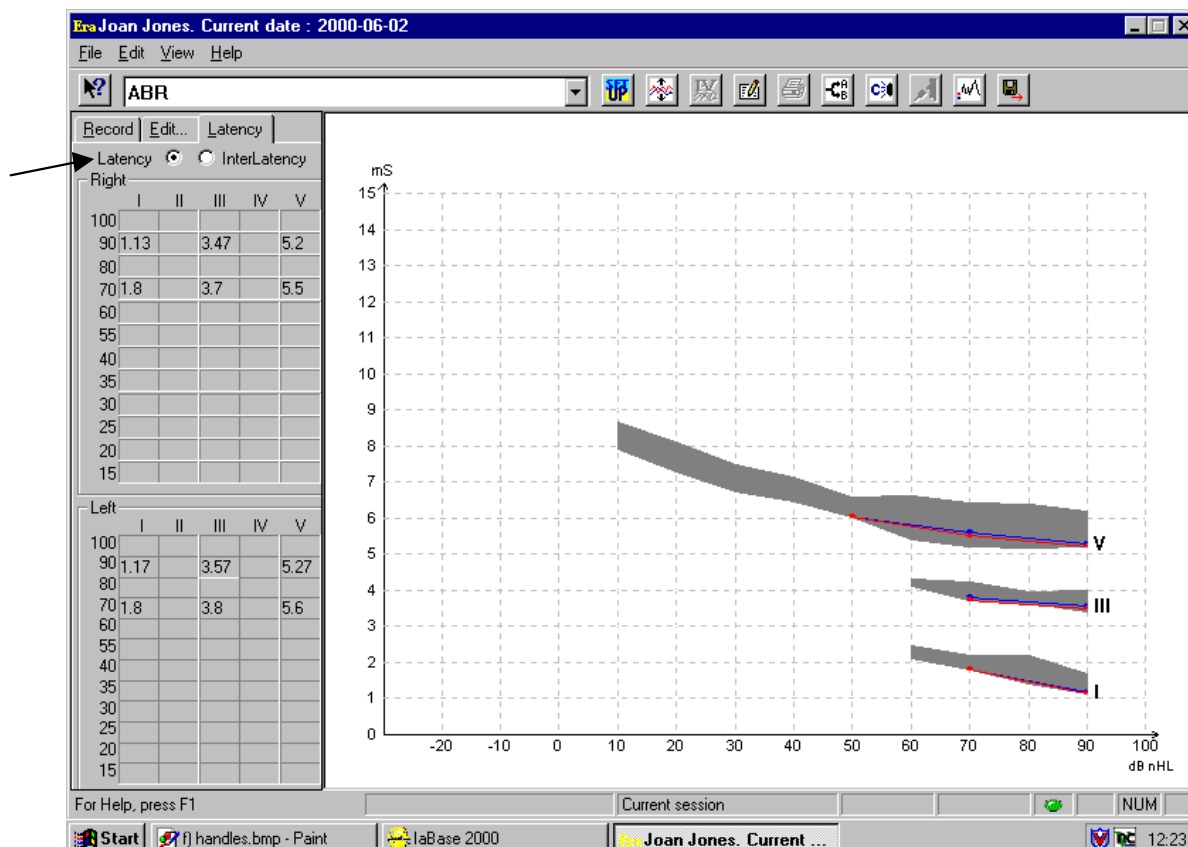 Era Joan Jones. Current date : 2000-06-02
File Edit View Help
ABR
SET UP
IV
A
C B
C
Record Edit... Latency
Latency InterLatency
Right
I II III IV V
100
90 1.13 3.47 5.2
80
70 1.8 3.7 5.5
60
55
40
35
30
25
20
15
Left
I II III IV V
100
90 1.17 3.57 5.27
80
70 1.8 3.8 5.6
60
55
40
35
30
25
20
15
mS
15
14
13
12
11
10
9
8
7
6
5
4
3
2
1
0
V
III
I
-20 -10 0 10 20 30 40 50 60 70 80 90 100
dB nHL
For Help, press F1 Current session NUM
Start f) handles.bmp - Paint IaBase 2000 Era Joan Jones. Current ... 12:23